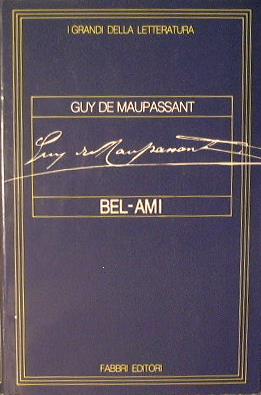 I GRANDI DELLA LETTERATURA
GUY DE MAUPASSANT
Guy de Maupassant
BEL-AMI
FABBRI EDITORI